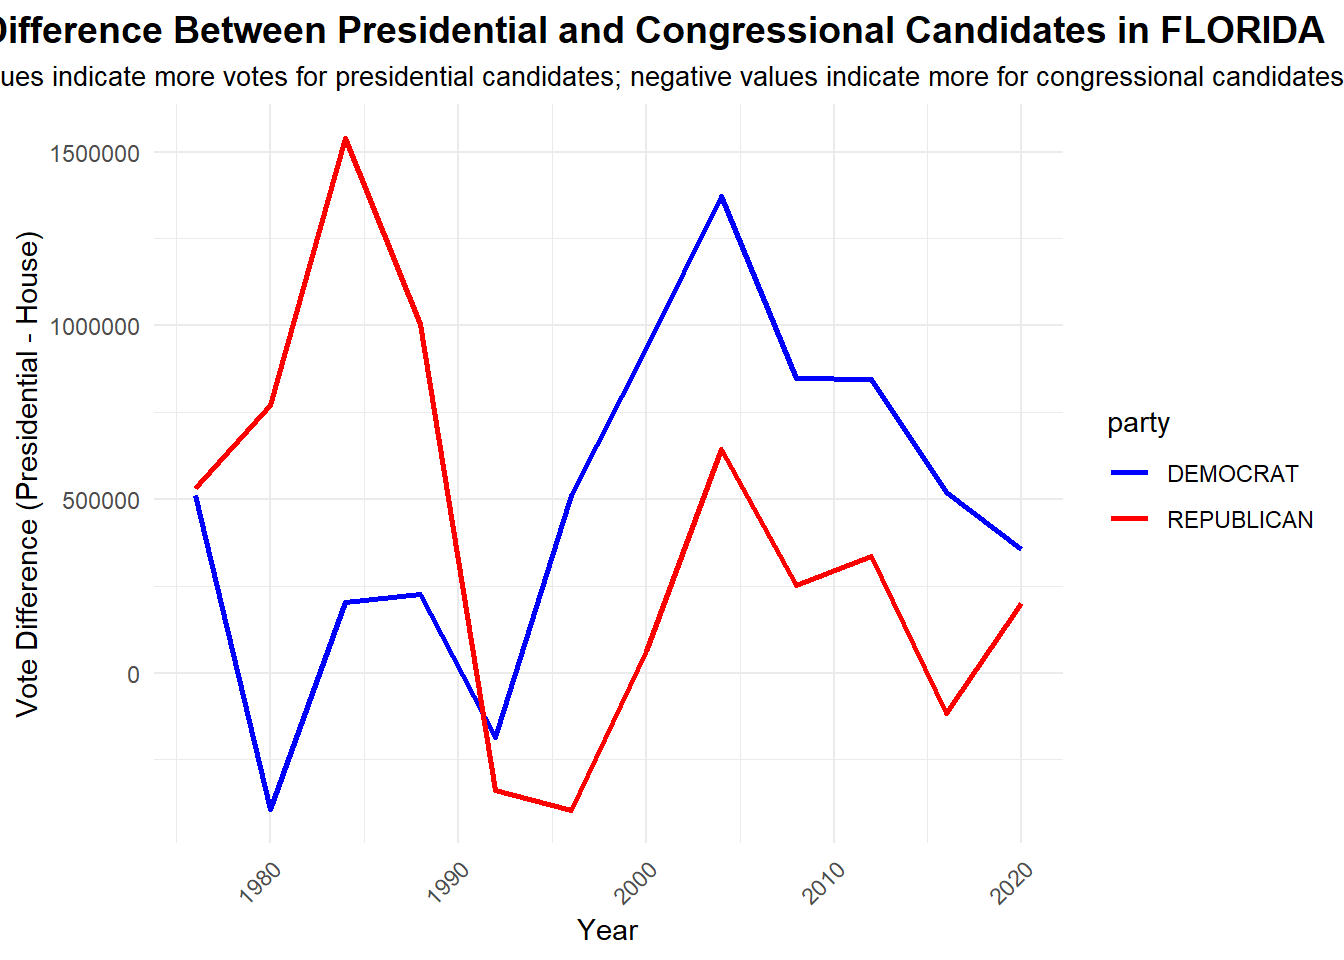 Difference Between Presidential and Congressional Candidates in FLORIDA
indicate more votes for presidential candidates; negative values indicate more for congressional candidates
Vote Difference (Presidential - House)
1500000
1000000
500000
0
1980
1990
2000
2010
2020
Year
party
DEMOCRAT
REPUBLICAN